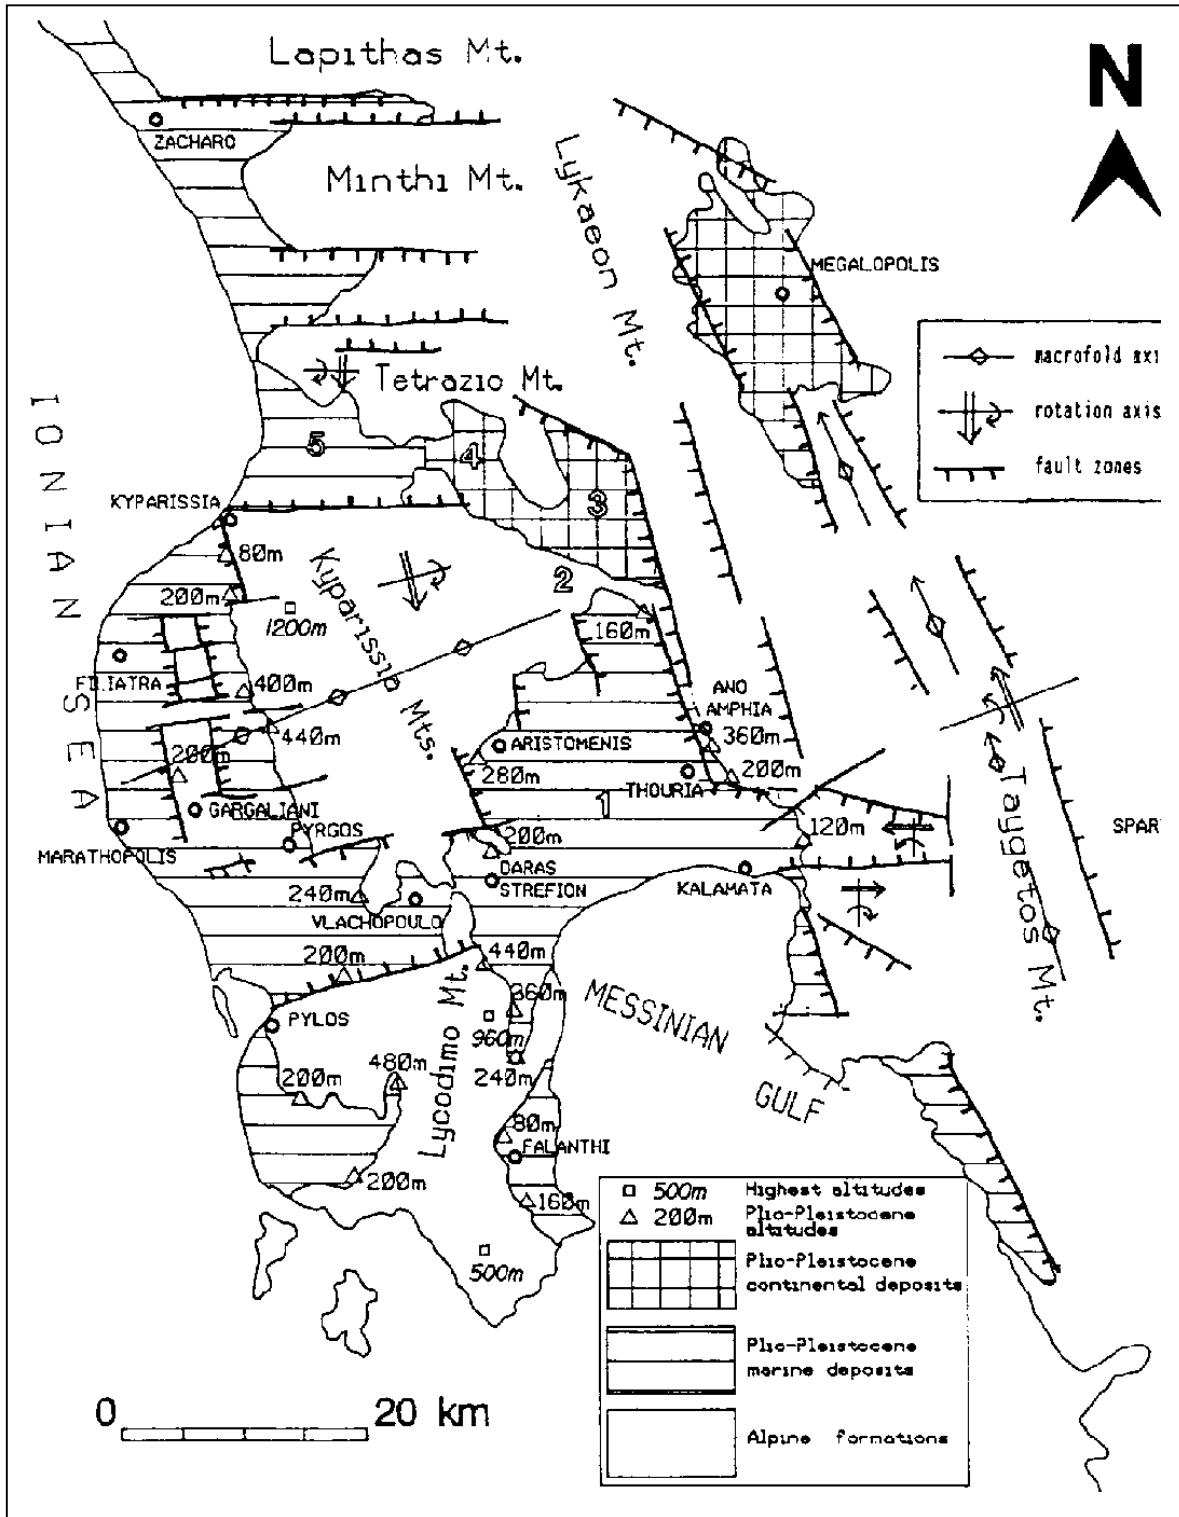 Lapithas Mt.
N
ZACHARO
Minthi Mt.
Lykaeon Mt.
MEGALOPOLIS
macrofold axi
rotation axis
fault zones
Tetrazio Mt.
IONIAN SEA
5
4
3
2
KYPARISSIA
80m
200m
1200m
Kyparissia Mts.
160m
FILIATRA
400m
440m
200m
ANO
AMPHIA
360m
ARISTOMENIS
280m
THOURIA
200m
1
GARGALIANI
PYRGOS
MARATHOPOLIS
200m
120m
SPAR
DARAS
STREFION
KALAMATA
240m
VLACHOPOULO
Taygetos Mt.
200m
440m
360m
MESSINIAN
GULF
PYLOS
Lycodimo Mt.
960m
240m
480m
200m
80m
FALANTHI
200m
160m
500m
500m Highest altitudes
200m Plio-Pleistocene
altitudes
Plio-Pleistocene
continental deposits
Plio-Pleistocene
marine deposits
Alpine formations
0 20 km